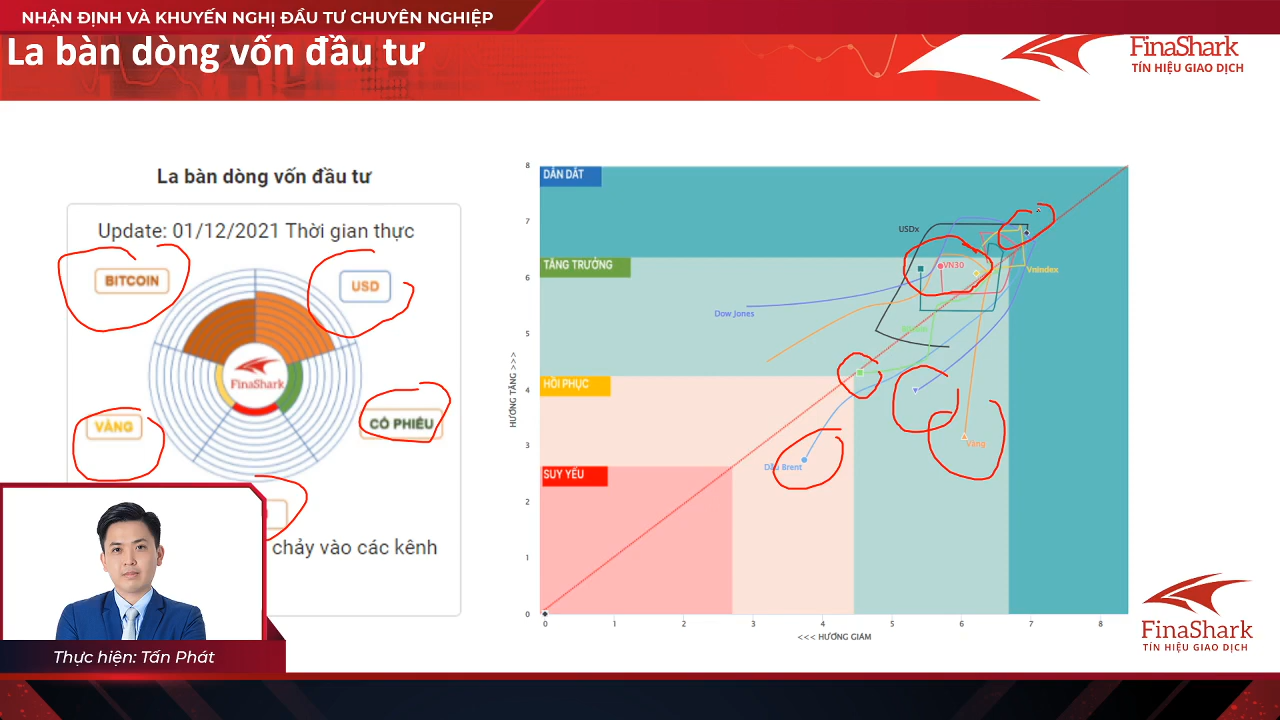 NHẬN ĐỊNH VÀ KHUYẾN NGHỊ ĐẦU TƯ CHUYÊN NGHIỆP
La bàn dòng vốn đầu tư
FinaShark
TÍN HIỆU GIAO DỊCH
La bàn dòng vốn đầu tư
Update: 01/12/2021 Thời gian thực
BITCOIN
USD
FinaShark
VÀNG
CỔ PHIẾU
chảy vào các kênh
Thực hiện: Tấn Phát
8
7
6
5
4
3
2
1
0
HƯỚNG TĂNG >>>
DẪN DẮT
TĂNG TRƯỞNG
HỒI PHỤC
SUY YẾU
USDx
VN30
VnIndex
Dow Jones
Dầu Brent
Vàng
0
1
2
3
4
5
6
7
8
<<< HƯỚNG GIẢM
FinaShark
TÍN HIỆU GIAO DỊCH